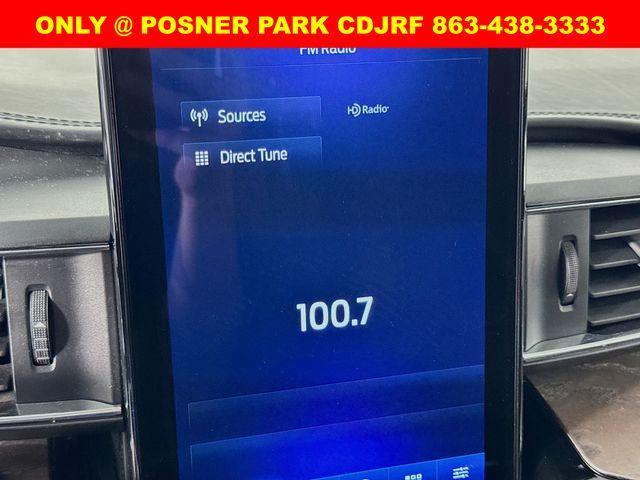 ONLY @ POSNER PARK CDJRF 863-438-3333
FM Radio
Sources
HD Radio
Direct Tune
100.7